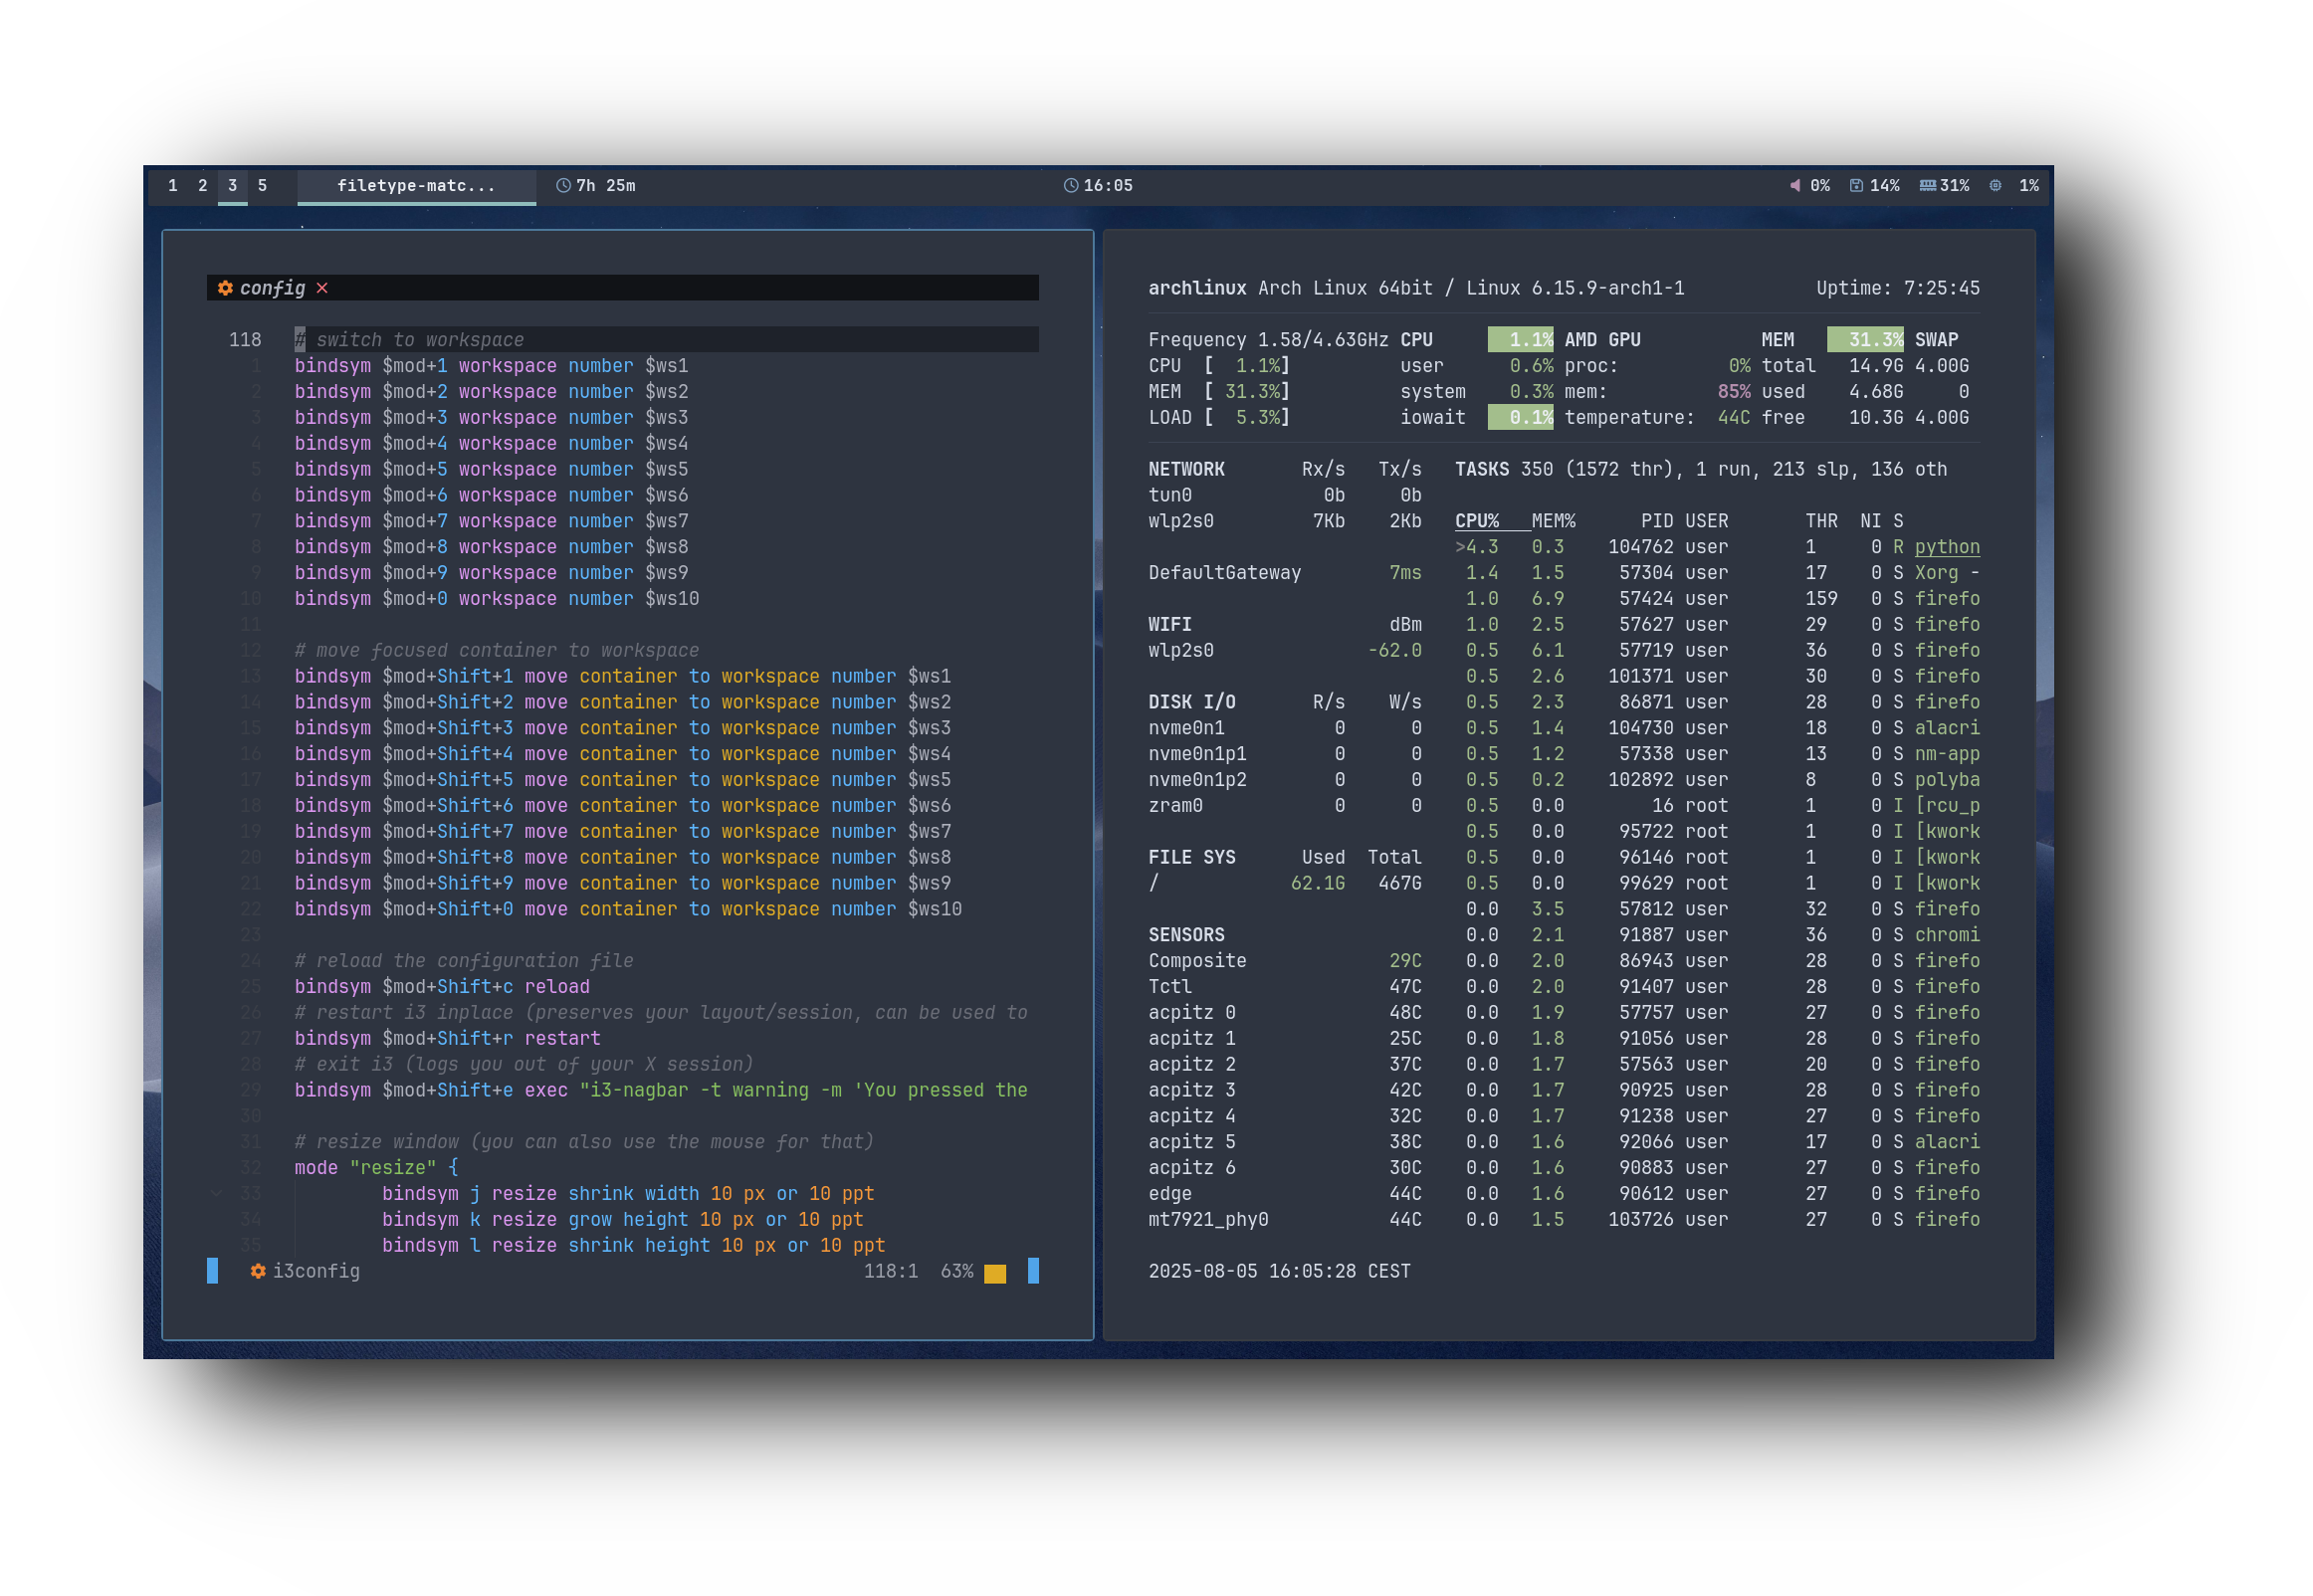 1 2 3 5 filetype-matc... 7h 25m 16:05 0% 14% 31% 1%
config ×
118 # switch to workspace
1 bindsym $mod+1 workspace number $ws1
2 bindsym $mod+2 workspace number $ws2
3 bindsym $mod+3 workspace number $ws3
4 bindsym $mod+4 workspace number $ws4
5 bindsym $mod+5 workspace number $ws5
6 bindsym $mod+6 workspace number $ws6
7 bindsym $mod+7 workspace number $ws7
8 bindsym $mod+8 workspace number $ws8
9 bindsym $mod+9 workspace number $ws9
10 bindsym $mod+0 workspace number $ws10
11
12 # move focused container to workspace
13 bindsym $mod+Shift+1 move container to workspace number $ws1
14 bindsym $mod+Shift+2 move container to workspace number $ws2
15 bindsym $mod+Shift+3 move container to workspace number $ws3
16 bindsym $mod+Shift+4 move container to workspace number $ws4
17 bindsym $mod+Shift+5 move container to workspace number $ws5
18 bindsym $mod+Shift+6 move container to workspace number $ws6
19 bindsym $mod+Shift+7 move container to workspace number $ws7
20 bindsym $mod+Shift+8 move container to workspace number $ws8
21 bindsym $mod+Shift+9 move container to workspace number $ws9
22 bindsym $mod+Shift+0 move container to workspace number $ws10
23
24 # reload the configuration file
25 bindsym $mod+Shift+c reload
26 # restart i3 inplace (preserves your layout/session, can be used to
27 bindsym $mod+Shift+r restart
28 # exit i3 (logs you out of your X session)
29 bindsym $mod+Shift+e exec "i3-nagbar -t warning -m 'You pressed the
30
31 # resize window (you can also use the mouse for that)
32 mode "resize" {
33 bindsym j resize shrink width 10 px or 10 ppt
34 bindsym k resize grow height 10 px or 10 ppt
35 bindsym l resize shrink height 10 px or 10 ppt
i3config 118:1 63%
archlinux Arch Linux 64bit / Linux 6.15.9-arch1-1 Uptime: 7:25:45
Frequency 1.58/4.63GHz CPU 1.1% AMD GPU MEM 31.3% SWAP
CPU [ 1.1%] user 0.6% proc: 0% total 14.9G 4.00G
MEM [ 31.3%] system 0.3% mem: 85% used 4.68G 0
LOAD [ 5.3%] iowait 0.1% temperature: 44C free 10.3G 4.00G
NETWORK Rx/s Tx/s
tun0 0b 0b
wlp2s0 7Kb 2Kb
DefaultGateway 7ms
WIFI dBm
wlp2s0 -62.0
DISK I/O R/s W/s
nvme0n1 0 0
nvme0n1p1 0 0
nvme0n1p2 0 0
zram0 0 0
FILE SYS Used Total
/ 62.1G 467G
SENSORS
Composite 29C
Tctl 47C
acpitz 0 48C
acpitz 1 25C
acpitz 2 37C
acpitz 3 42C
acpitz 4 32C
acpitz 5 38C
acpitz 6 30C
edge 44C
mt7921_phy0 44C
TASKS 350 (1572 thr), 1 run, 213 slp, 136 oth
CPU% MEM% PID USER THR NI S
>4.3 0.3 104762 user 1 0 R python
1.4 1.5 57304 user 17 0 S Xorg -
1.0 6.9 57424 user 159 0 S firefo
1.0 2.5 57627 user 29 0 S firefo
0.5 6.1 57719 user 36 0 S firefo
0.5 2.6 101371 user 30 0 S firefo
0.5 2.3 86871 user 28 0 S firefo
0.5 1.4 104730 user 18 0 S alacri
0.5 1.2 57338 user 13 0 S nm-app
0.5 0.2 102892 user 8 0 S polyba
0.5 0.0 16 root 1 0 I [rcu_p
0.5 0.0 95722 root 1 0 I [kwork
0.5 0.0 96146 root 1 0 I [kwork
0.5 0.0 99629 root 1 0 I [kwork
0.0 3.5 57812 user 32 0 S firefo
0.0 2.1 91887 user 36 0 S chromi
0.0 2.0 86943 user 28 0 S firefo
0.0 2.0 91407 user 28 0 S firefo
0.0 1.9 57757 user 27 0 S firefo
0.0 1.8 91056 user 28 0 S firefo
0.0 1.7 57563 user 20 0 S firefo
0.0 1.7 90925 user 28 0 S firefo
0.0 1.7 91238 user 27 0 S firefo
0.0 1.6 92066 user 17 0 S alacri
0.0 1.6 90883 user 27 0 S firefo
0.0 1.6 90612 user 27 0 S firefo
0.0 1.5 103726 user 27 0 S firefo
2025-08-05 16:05:28 CEST